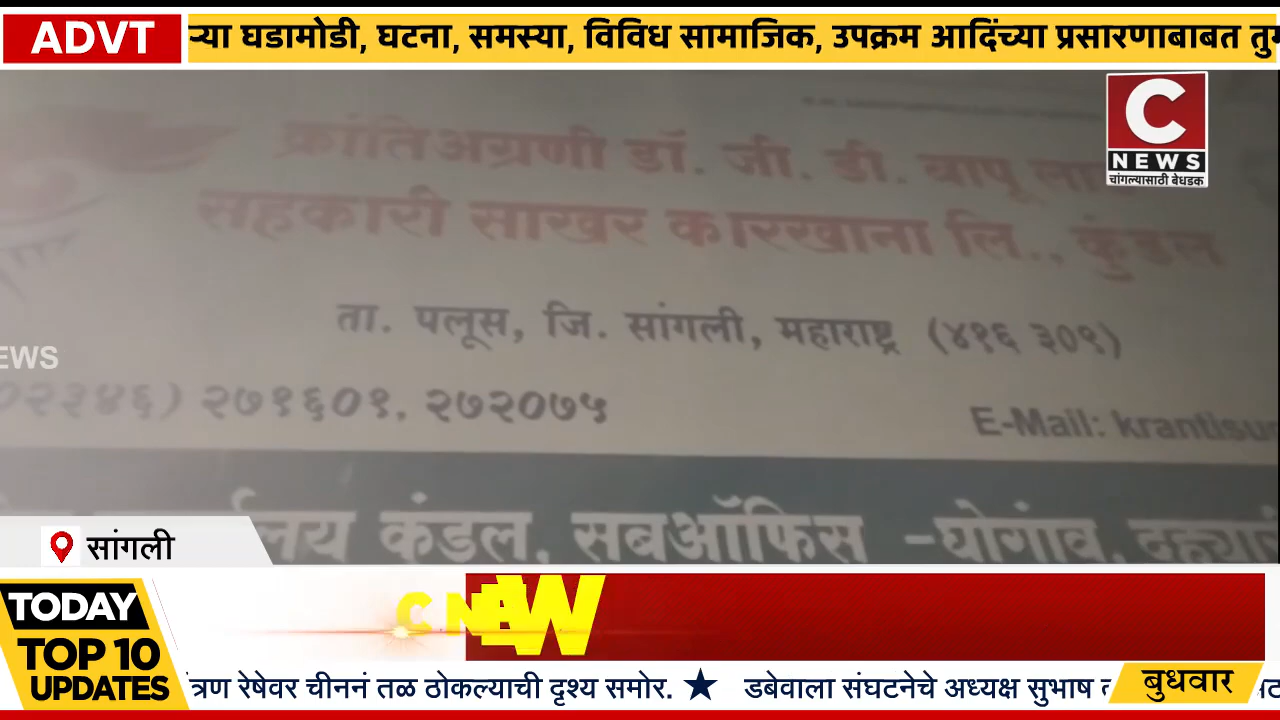 ADVT
ऱ्या घडामोडी, घटना, समस्या, विविध सामाजिक, उपक्रम आदिंच्या प्रसारणाबाबत
C
NEWS
चांगल्यासाठी बेधडक
क्रांतिअग्रणी डॉ. जी. डी. बापू
सहकारी साखर कारखाना लि., कुंडल
ता. पलूस, जि. सांगली, महाराष्ट्र (४१६ ३०९)
EWS
०२३४६) २७१६०१, २७२०७५
E-Mail: krantisu
कंडल, सबऑफिस -घोगांव,
सांगली
C NEW
TODAY
TOP 10
UPDATES
त्रण रेषेवर चीननं तळ ठोकल्याची दृश्य समोर. ★ डबेवाला संघटनेचे अध्यक्ष सुभाष
बुधवार